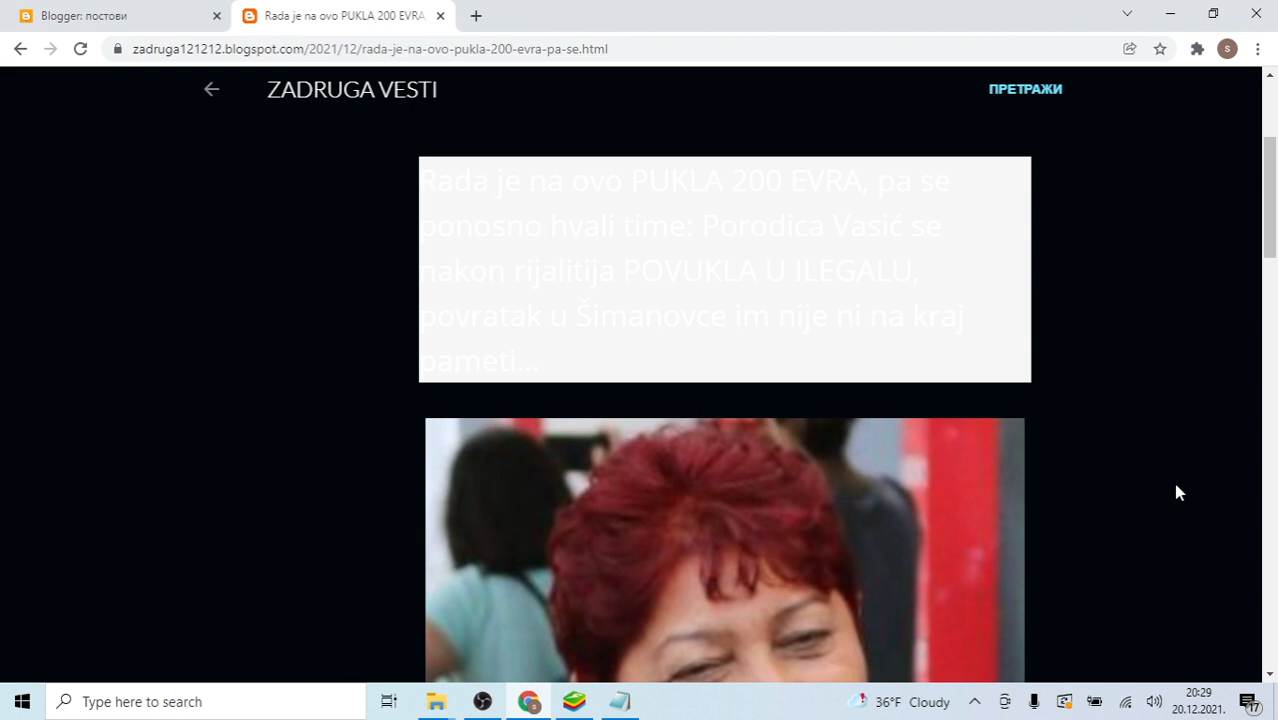 Blogger: постови
Rada je na ovo PUKLA 200 EVRA,
zadruga121212.blogspot.com/2021/12/rada-je-na-ovo-pukla-200-evra-pa-se.html
S
ZADRUGA VESTI
ПРЕТРАЖИ
Rada je na ovo PUKLA 200 EVRA, pa se
ponosno hvali time: Porodica Vasić se
nakon rijalitija POVUKLA U ILEGALU,
povratak u Šimanovce im nije ni na kraj
pameti...
Type here to search
36°F Cloudy
20:29
20.12.2021.
17